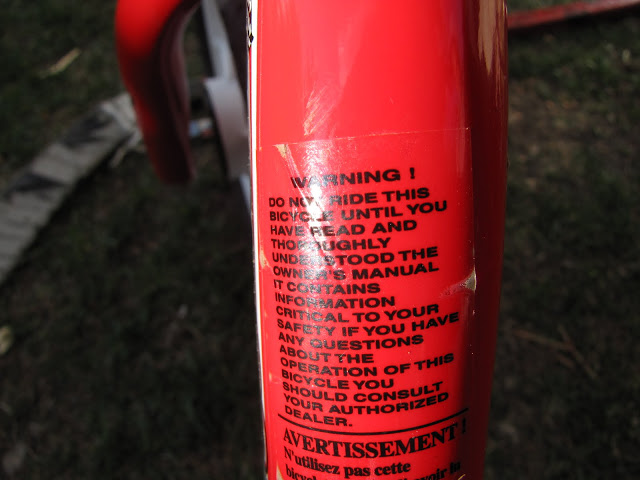 WARNING !
DO NOT RIDE THIS
BICYCLE UNTIL YOU
HAVE READ AND
THOROUGHLY
UNDERSTOOD THE
OWNER'S MANUAL
IT CONTAINS
INFORMATION
CRITICAL TO YOUR
SAFETY IF YOU HAVE
ANY QUESTIONS
ABOUT THE
OPERATION OF THIS
BICYCLE YOU
SHOULD CONSULT
YOUR AUTHORIZED
DEALER.
AVERTISSEMENT !
N'utilisez pas cette